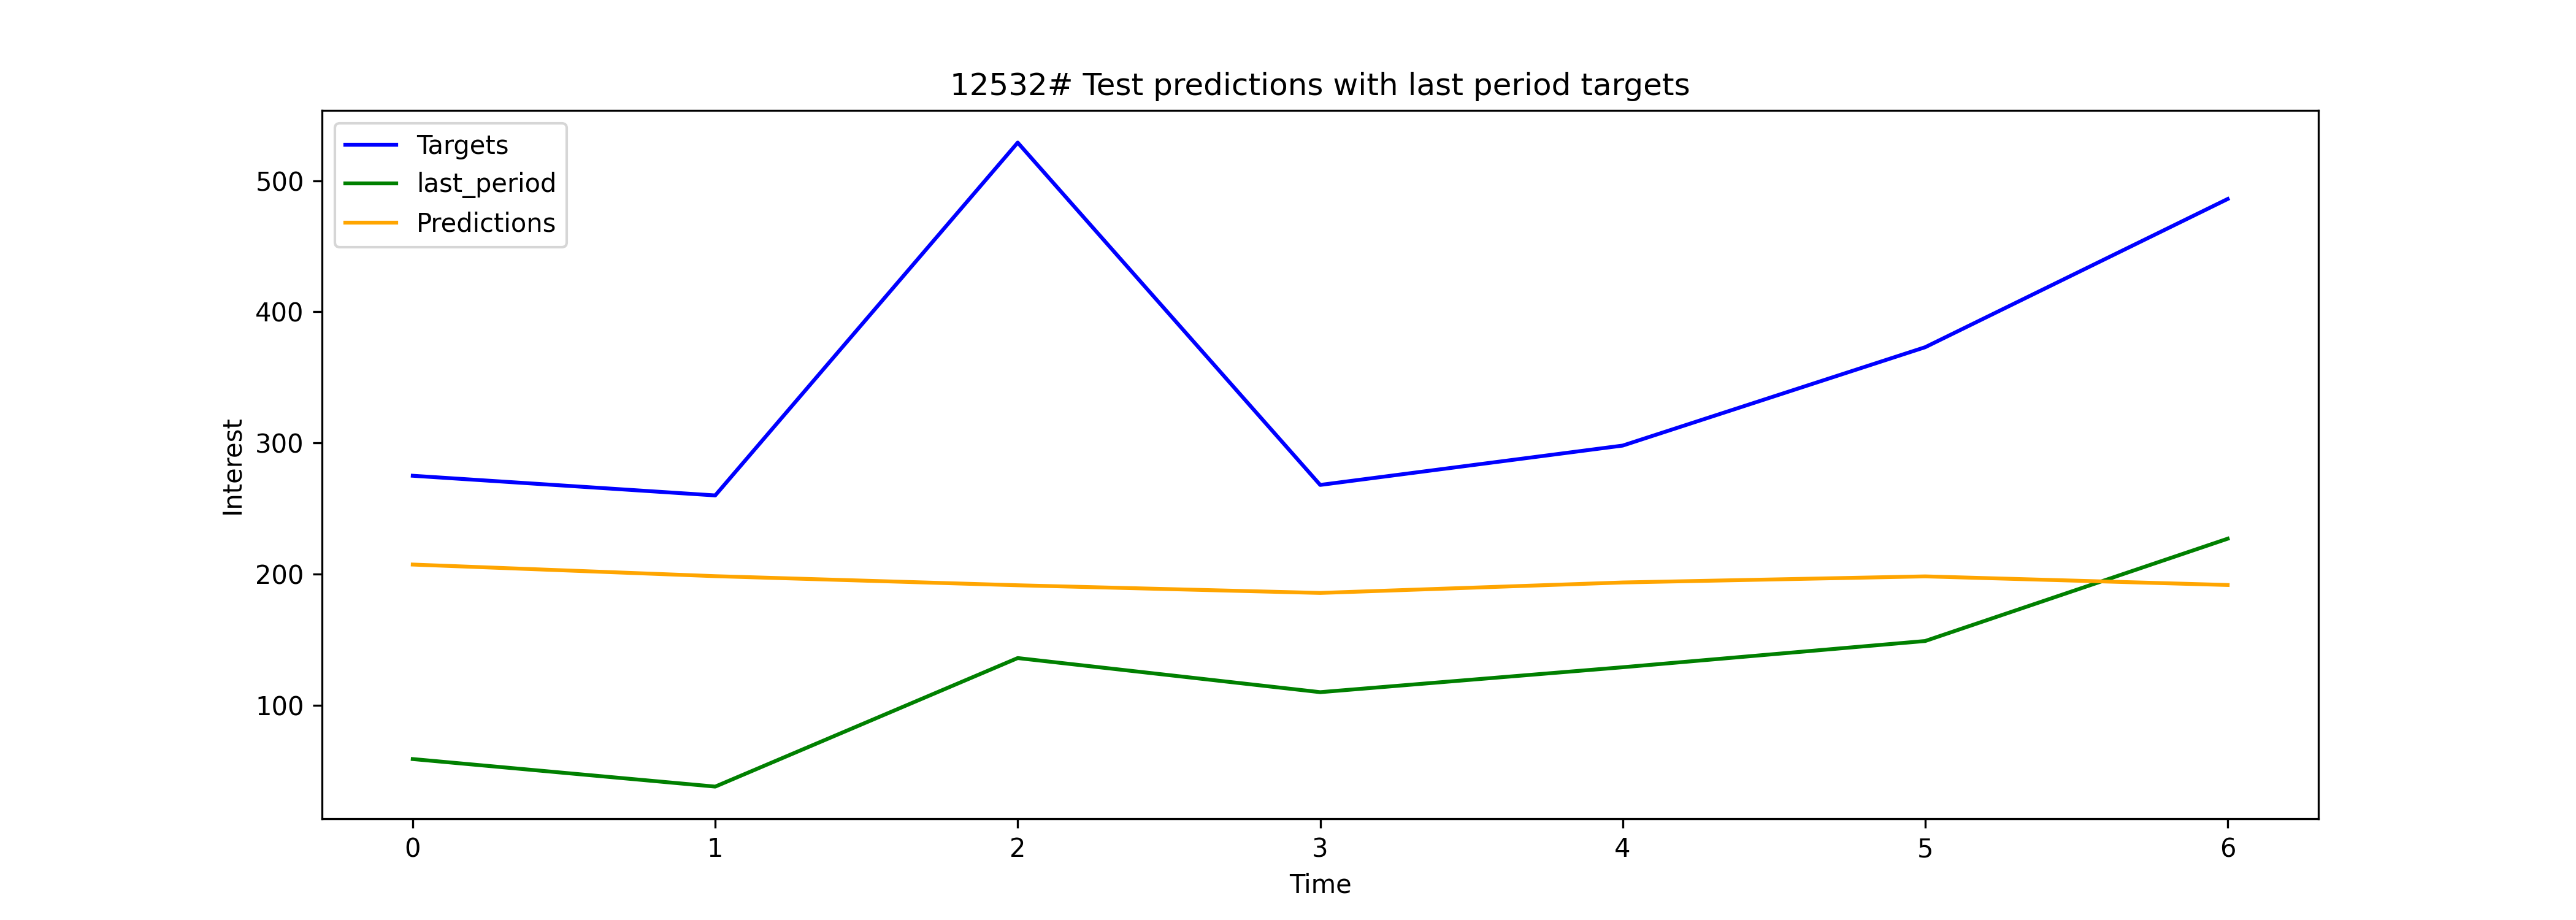 12532# Test predictions with last period targets
Targets
last_period
Predictions
500
400
300
200
100
Interest
0 1 2 3 4 5 6
Time